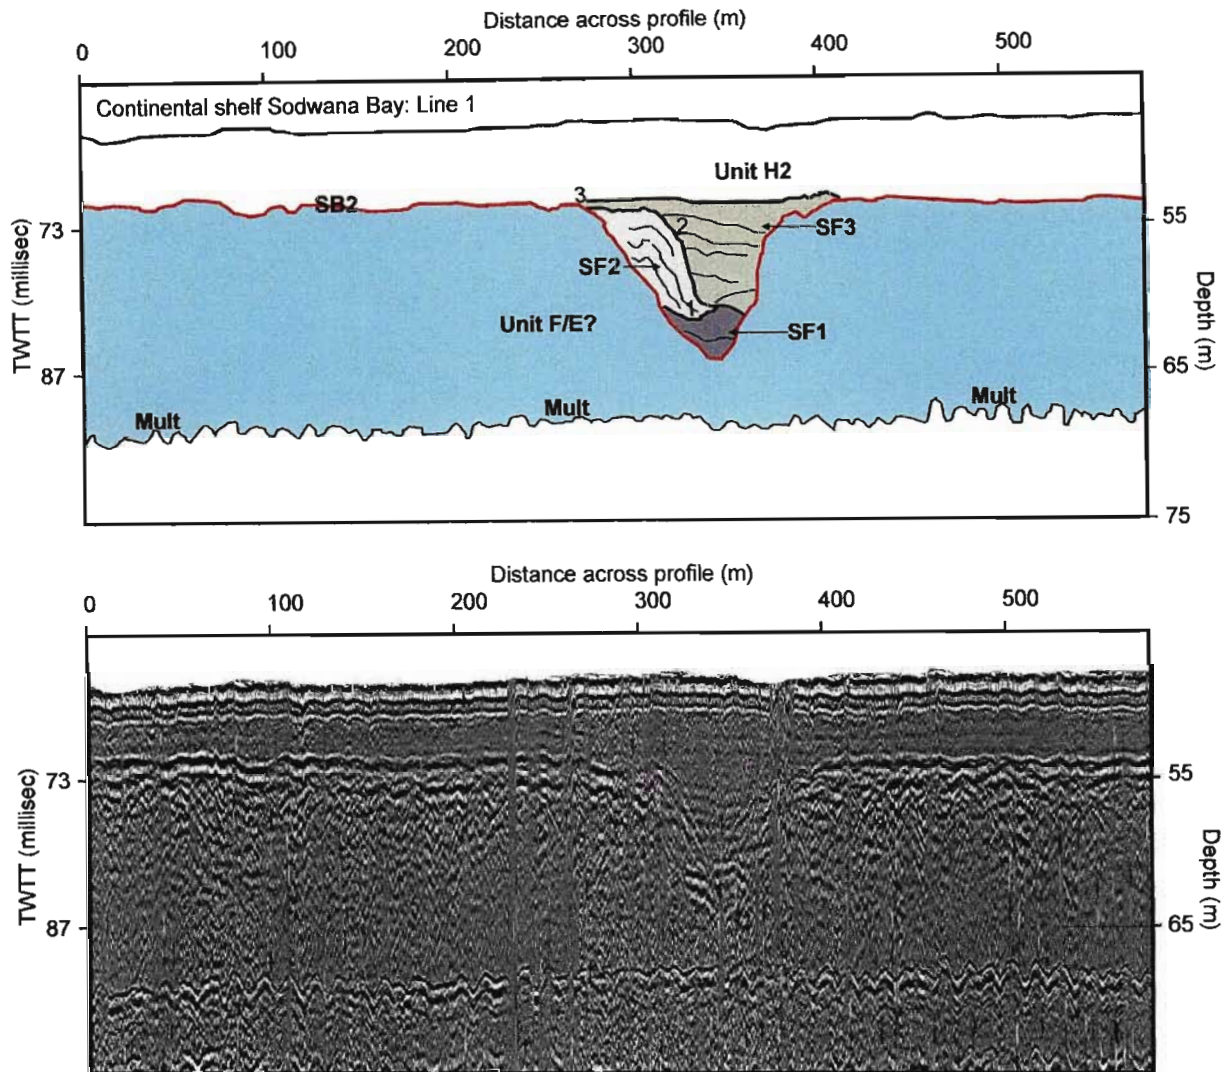 Distance across profile (m)
0 100 200 300 400 500
Continental shelf Sodwana Bay: Line 1
Unit H2
3
SB2
2
SF3
55
73
SF2
1
Unit F/E?
SF1
TWTT (millisec)
Depth (m)
87
65
Mult
Mult
Mult
75
Distance across profile (m)
0 100 200 300 400 500
73
55
TWTT (millisec)
Depth (m)
87
65